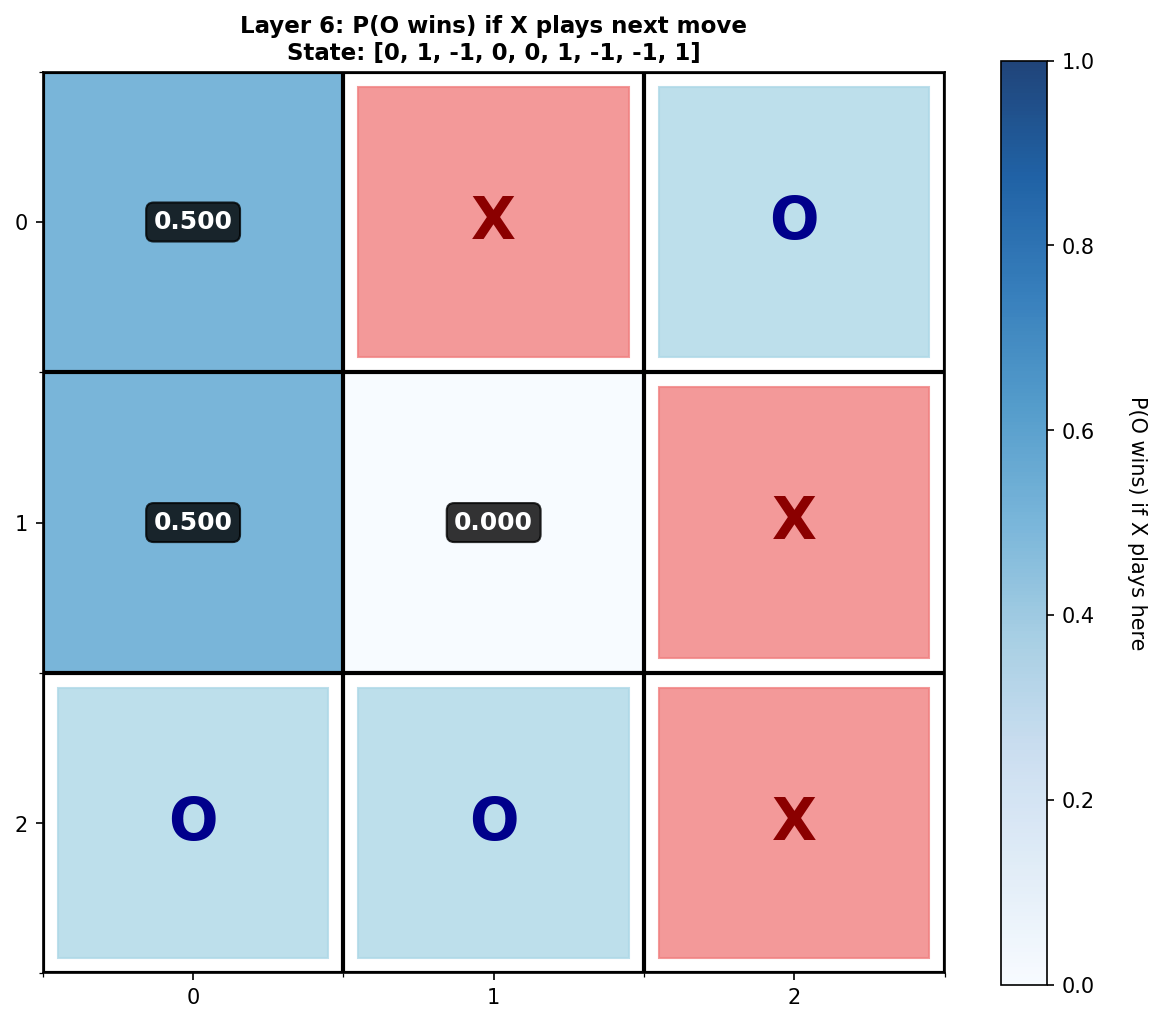 Layer 6: P(O wins) if X plays next move
State: [0, 1, -1, 0, 0, 1, -1, -1, 1]
0
0.500
X
O
1
0.500
0.000
X
2
O
O
X
0
1
2
1.0
0.8
0.6
0.4
0.2
0.0
P(O wins) if X plays here